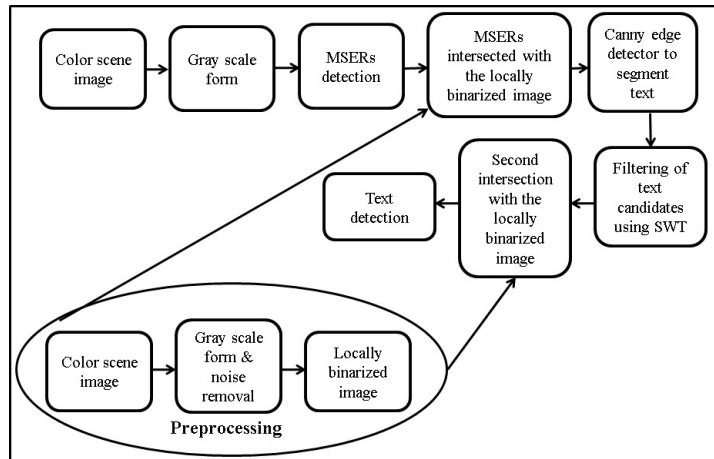 Color scene
image
Gray scale
form
MSERs
detection
MSERs
intersected with
the locally
binarized image
Canny edge
detector to
segment
text
Filtering of
text
candidates
using SWT
Second
intersection
with the
locally
binarized
image
Text
detection
Color scene
image
Gray scale
form &
noise
removal
Locally
binarized
image
Preprocessing